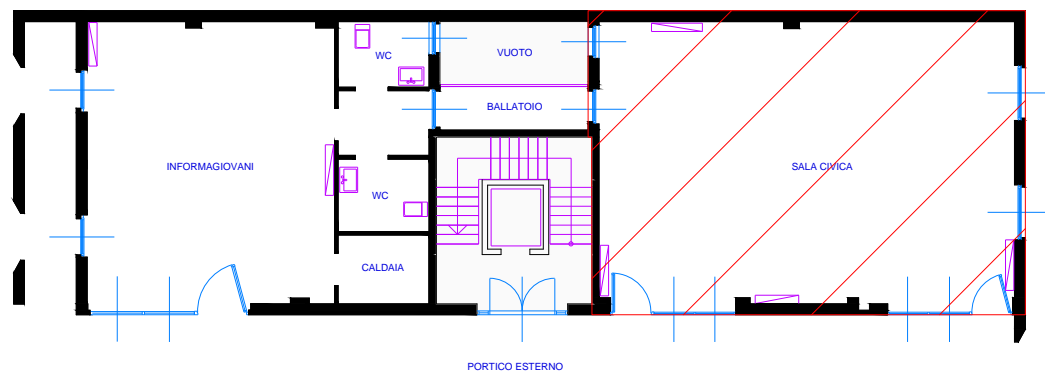 WC
VUOTO
BALLATOIO
INFORMAGIOVANI
SALA CIVICA
WC
CALDAIA
PORTICO ESTERNO